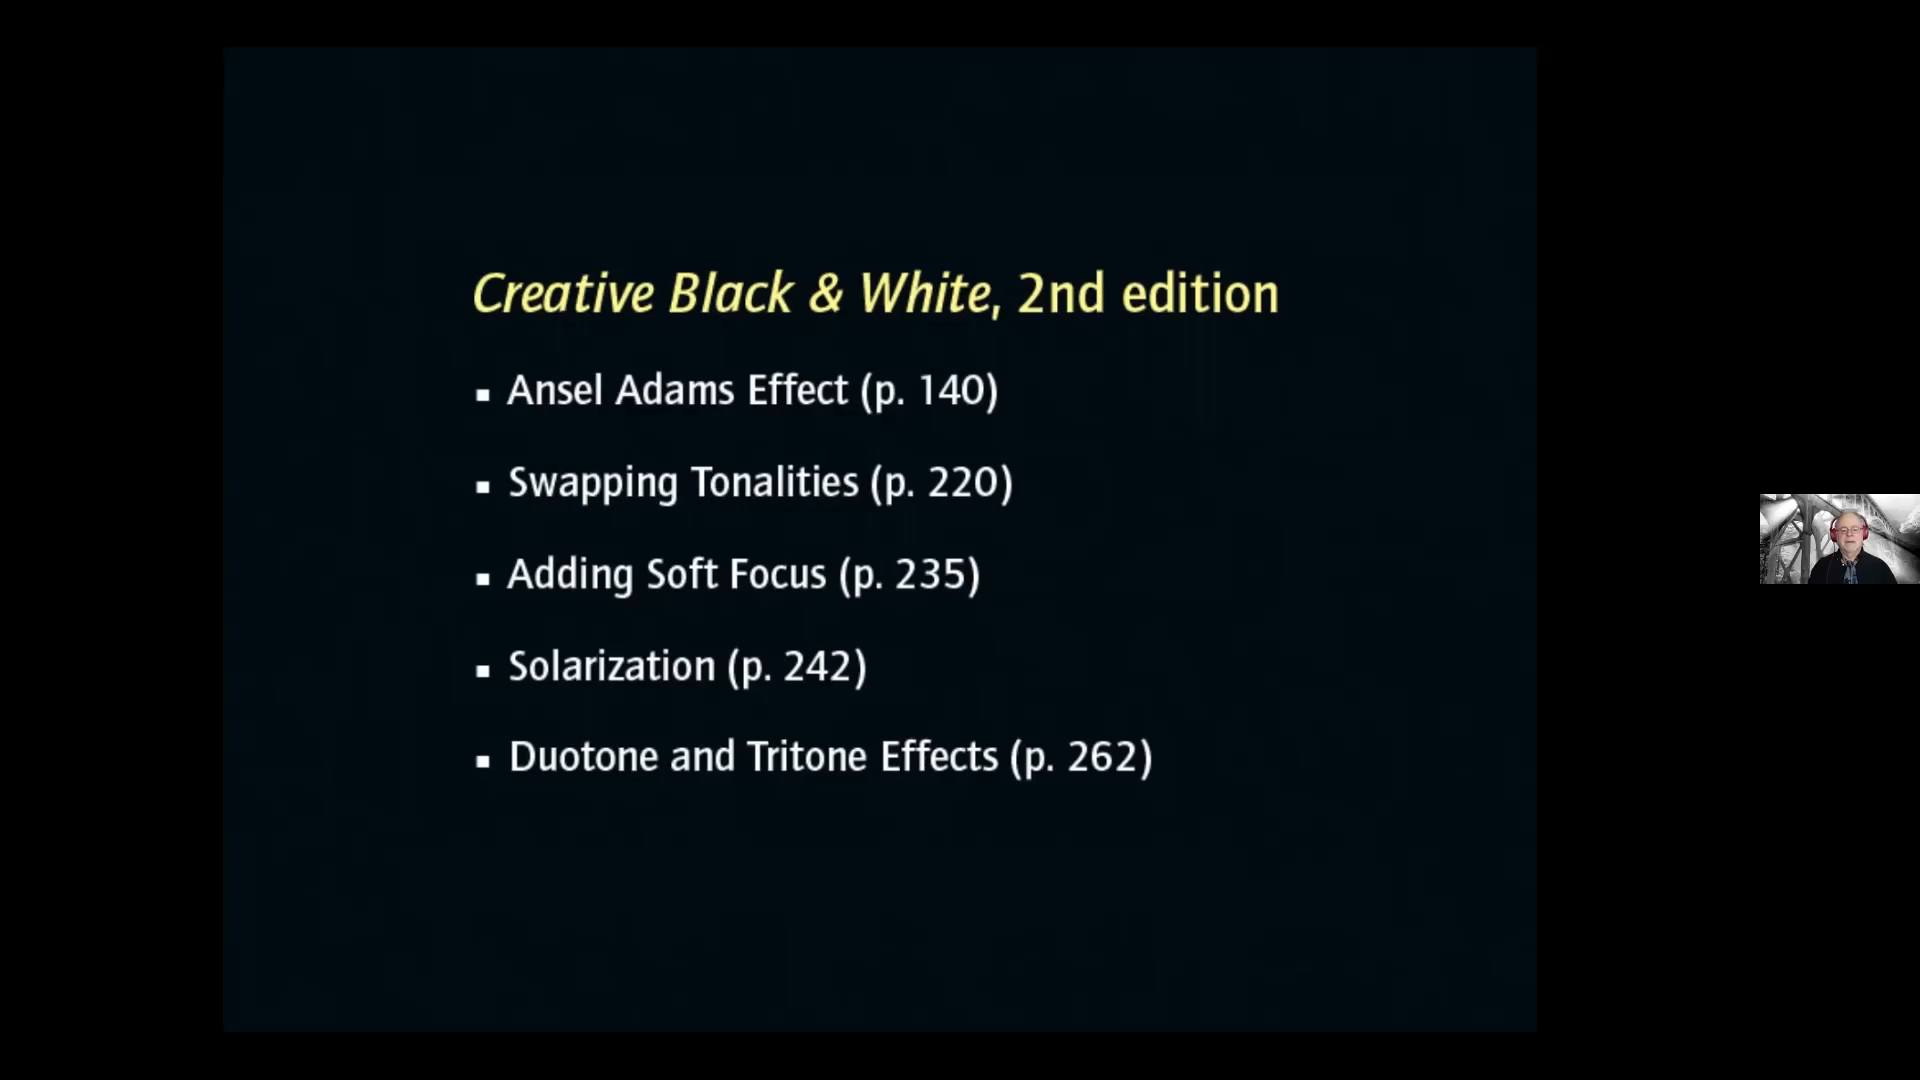 Creative Black & White, 2nd edition
▪ Ansel Adams Effect (p. 140)
▪ Swapping Tonalities (p. 220)
▪ Adding Soft Focus (p. 235)
▪ Solarization (p. 242)
▪ Duotone and Tritone Effects (p. 262)